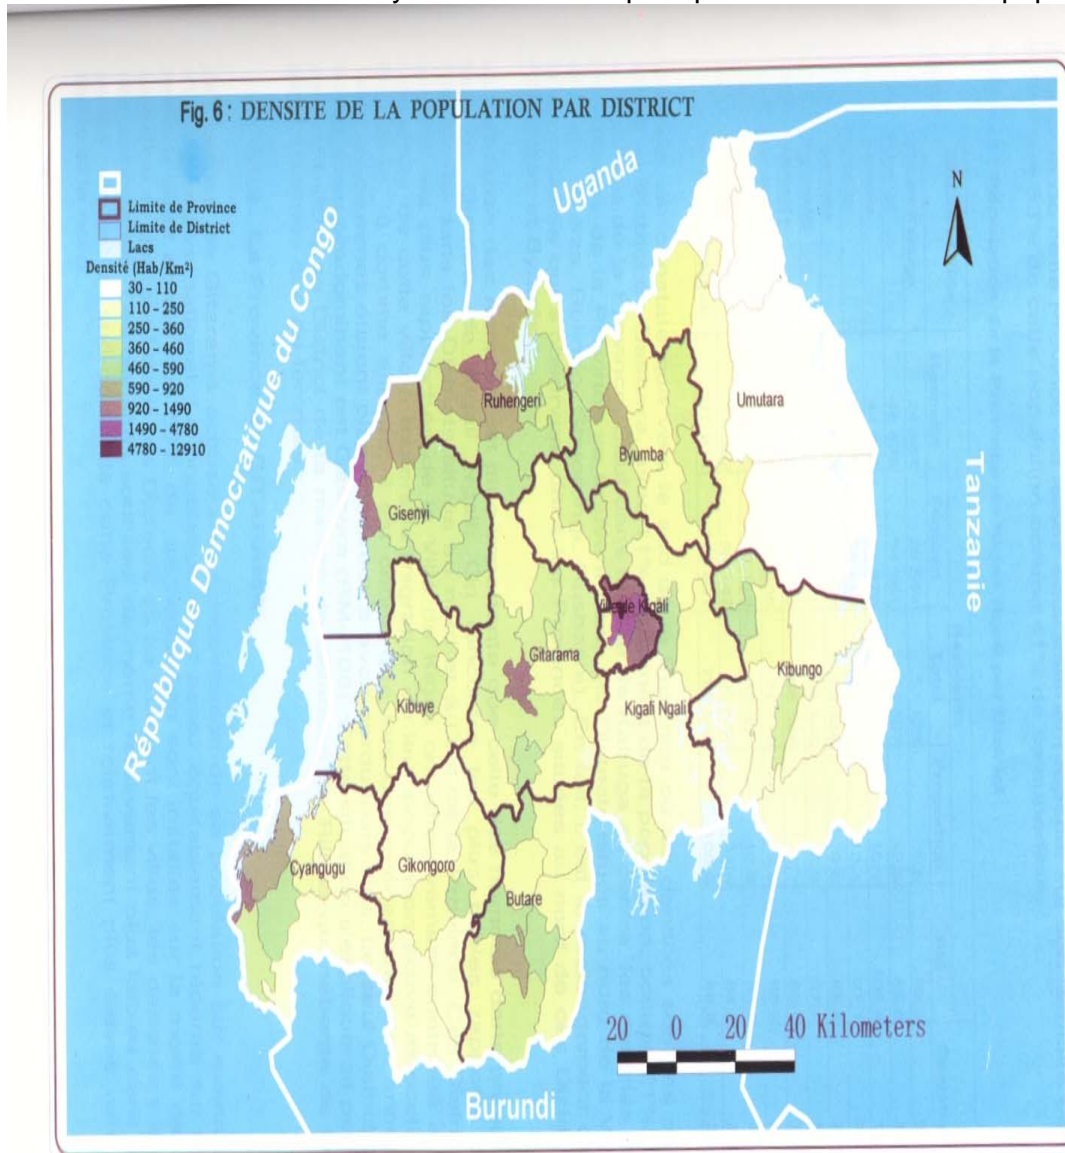 Fig. 6 : DENSITE DE LA POPULATION PAR DISTRICT
Uganda
N
Limite de Province
Limite de District
Lacs
Densité (Hab/Km²)
30 - 110
110 - 250
250 - 360
360 - 460
460 - 590
590 - 920
920 - 1490
1490 - 4780
4780 - 12910
République Démocratique du Congo
Tanzanie
Ruhengeri
Umutara
Byumba
Gisenyi
Ville de Kigali
Gitarama
Kibungo
Kibuye
Kigali Ngali
Cyangugu
Gikongoro
Butare
20 0 20 40 Kilometers
Burundi